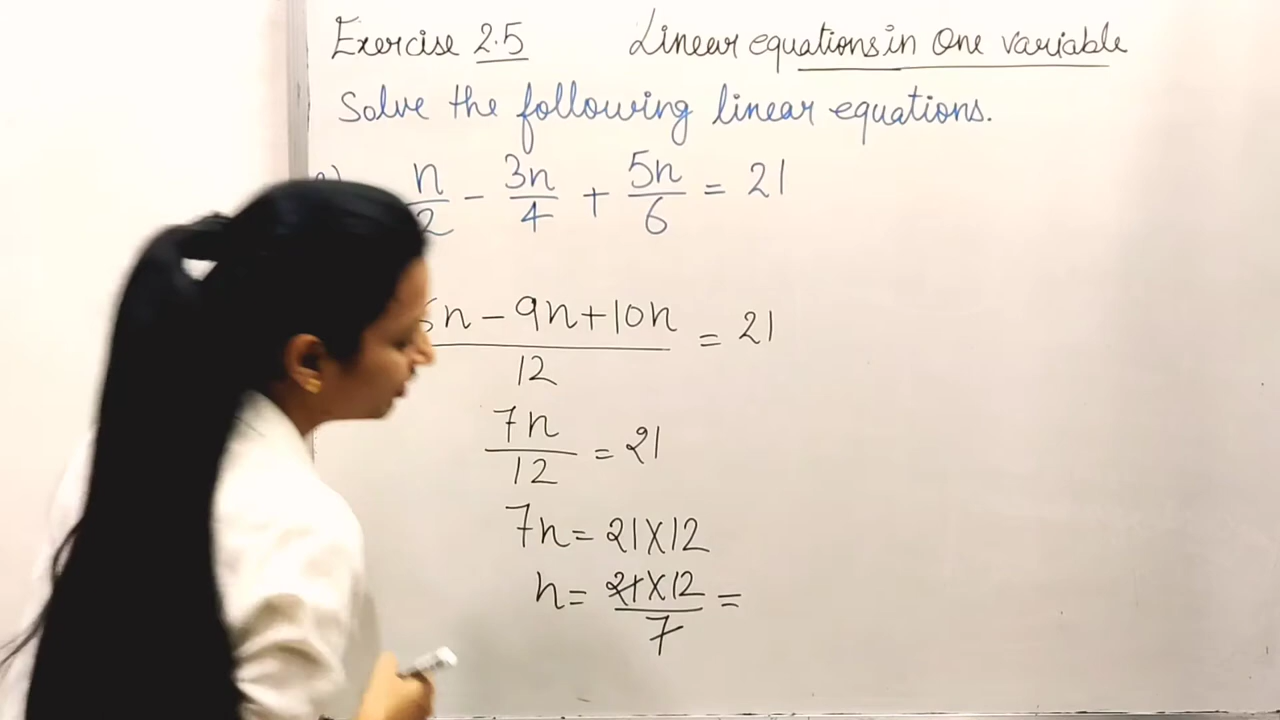 Exercise 2.5 Linear equations in One variable
Solve the following linear equations.
n/2 - 3n/4 + 5n/6 = 21
6n - 9n + 10n / 12 = 21
7n/12 = 21
7n = 21 X 12
n = 21 X 12 / 7 =